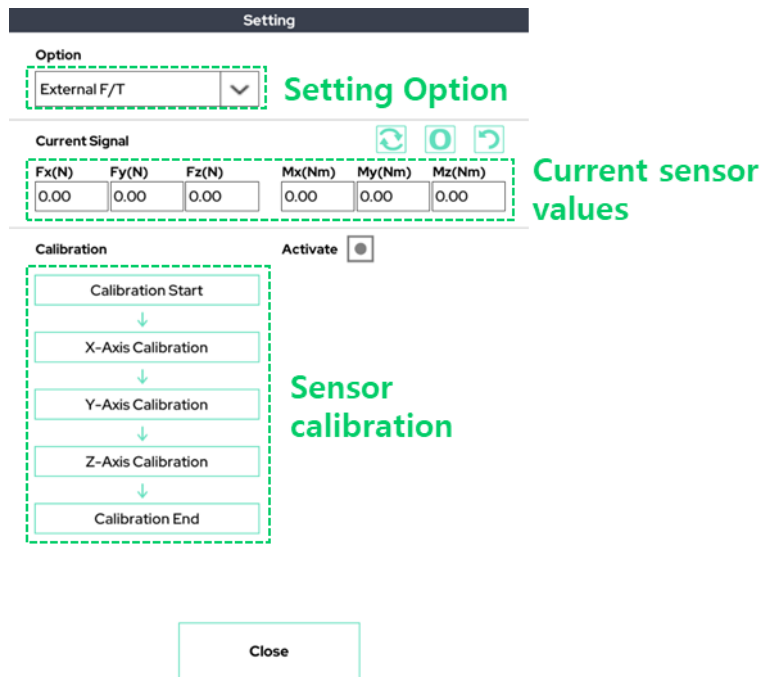 Setting
Option
External F/T
Setting Option
Current Signal
Fx(N) Fy(N) Fz(N) Mx(Nm) My(Nm) Mz(Nm)
0.00 0.00 0.00 0.00 0.00 0.00
Current sensor
values
Calibration Activate
Calibration Start
X-Axis Calibration
Y-Axis Calibration
Z-Axis Calibration
Calibration End
Sensor
calibration
Close